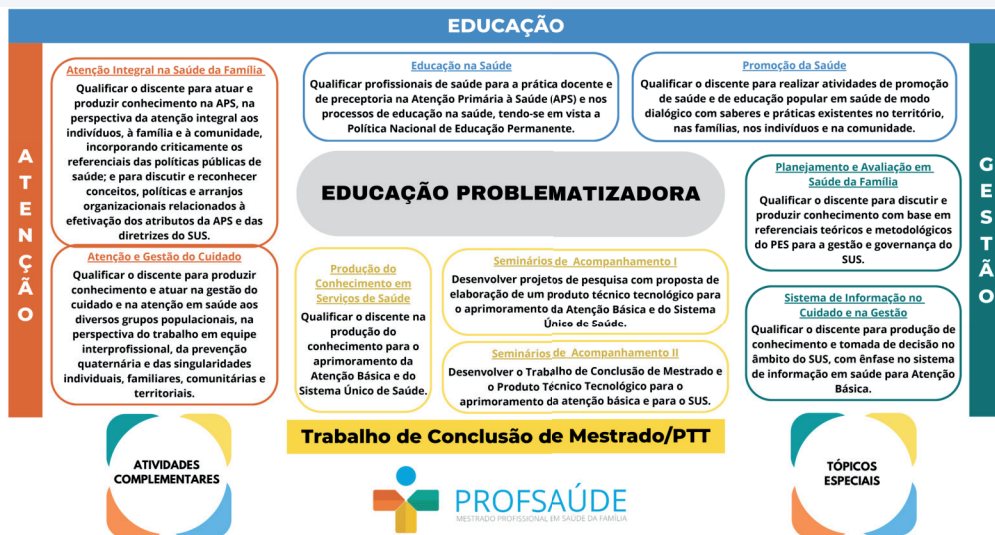 EDUCAÇÃO
ATENÇÃO
Atenção Integral na Saúde da Família
Qualificar o discente para atuar e
produzir conhecimento na APS, na
perspectiva da atenção integral aos
indivíduos, à família e à comunidade,
incorporando criticamente os
referenciais das políticas públicas de
saúde; e para discutir e reconhecer
conceitos, políticas e arranjos
organizacionais relacionados à
efetivação dos atributos da APS e das
diretrizes do SUS.
Atenção e Gestão do Cuidado
Qualificar o discente para produzir
conhecimento e atuar na gestão do
cuidado e na atenção em saúde aos
diversos grupos populacionais, na
perspectiva do trabalho em equipe
interprofissional, da prevenção
quaternária e das singularidades
individuais, familiares, comunitárias e
territoriais.
Educação na Saúde
Qualificar profissionais de saúde para a prática docente e
de preceptoria na Atenção Primária à Saúde (APS) e nos
processos de educação na saúde, tendo-se em vista a
Política Nacional de Educação Permanente.
Promoção da Saúde
Qualificar o discente para realizar atividades de promoção
de saúde e de educação popular em saúde de modo
dialógico com saberes e práticas existentes no território,
nas famílias, nos indivíduos e na comunidade.
EDUCAÇÃO PROBLEMATIZADORA
Produção do
Conhecimento em
Serviços de Saúde
Qualificar o discente na
produção do
conhecimento para o
aprimoramento da
Atenção Básica e do
Sistema Único de Saúde.
Seminários de Acompanhamento I
Desenvolver projetos de pesquisa com proposta de
elaboração de um produto técnico tecnológico para
o aprimoramento da Atenção Básica e do Sistema
Único de Saúde.
Seminários de Acompanhamento II
Desenvolver o Trabalho de Conclusão de Mestrado e
o Produto Técnico Tecnológico para o
aprimoramento da atenção básica e para o SUS.
Planejamento e Avaliação em
Saúde da Família
Qualificar o discente para discutir e
produzir conhecimento com base em
referenciais teóricos e metodológicos
do PES para a gestão e governança do
SUS.
Sistema de Informação no
Cuidado e na Gestão
Qualificar o discente para produção de
conhecimento e tomada de decisão no
âmbito do SUS, com ênfase no sistema
de informação em saúde para Atenção
Básica.
GESTÃO
Trabalho de Conclusão de Mestrado/PTT
ATIVIDADES
COMPLEMENTARES
PROFSAÚDE
MESTRADO PROFISSIONAL EM SAÚDE DA FAMÍLIA
TÓPICOS
ESPECIAIS